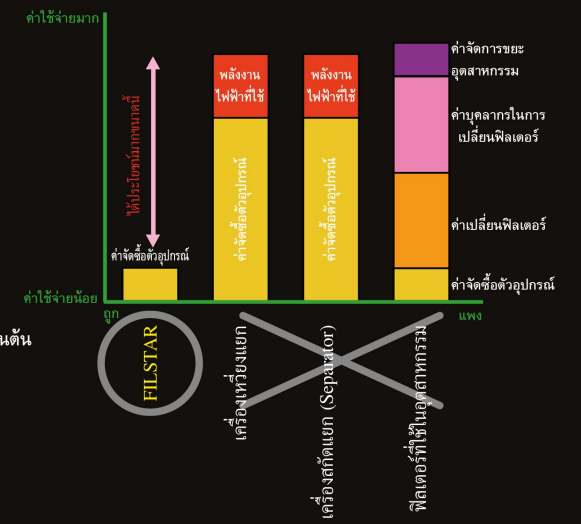 ค่าใช้จ่ายมาก
ได้ประโยชน์มากขนาดนี้
ค่าจัดซื้อตัวอุปกรณ์
พลังงาน
ไฟฟ้าที่ใช้
ค่าจัดซื้อตัวอุปกรณ์
พลังงาน
ไฟฟ้าที่ใช้
ค่าจัดซื้อตัวอุปกรณ์
ค่าจัดการขยะ
อุตสาหกรรม
ค่าบุคลากรในการ
เปลี่ยนฟิลเตอร์
ค่าเปลี่ยนฟิลเตอร์
ค่าจัดซื้อตัวอุปกรณ์
ค่าใช้จ่ายน้อย
ถูก
แพง
นตัน
FILSTAR
เครื่องเหวี่ยงแยก
เครื่องสกัดแยก (Separator)
ฟิลเตอร์ที่ใช้ในอุตสาหกรรม